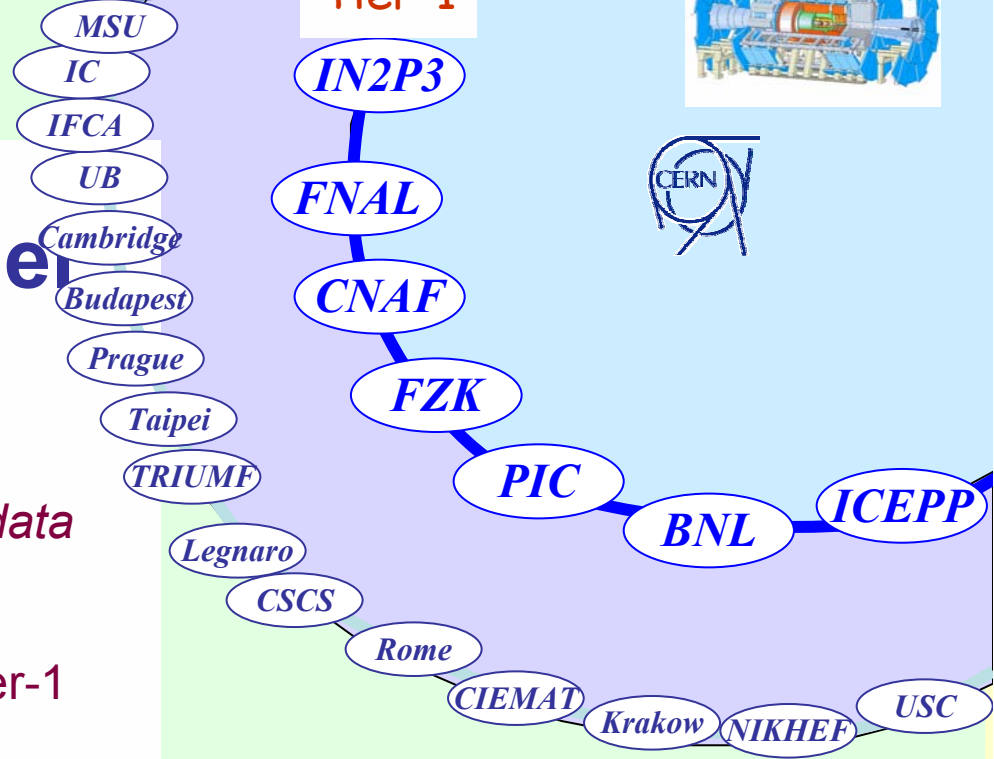 Tier-1
MSU
IC
IFCA
UB
Cambridge
Budapest
Prague
Taipei
TRIUMF
Legnaro
CSCS
Rome
CIEMAT
Krakow
NIKHEF
USC
IN2P3
FNAL
CNAF
FZK
PIC
BNL
ICEPP
CERN
el
data
er-1